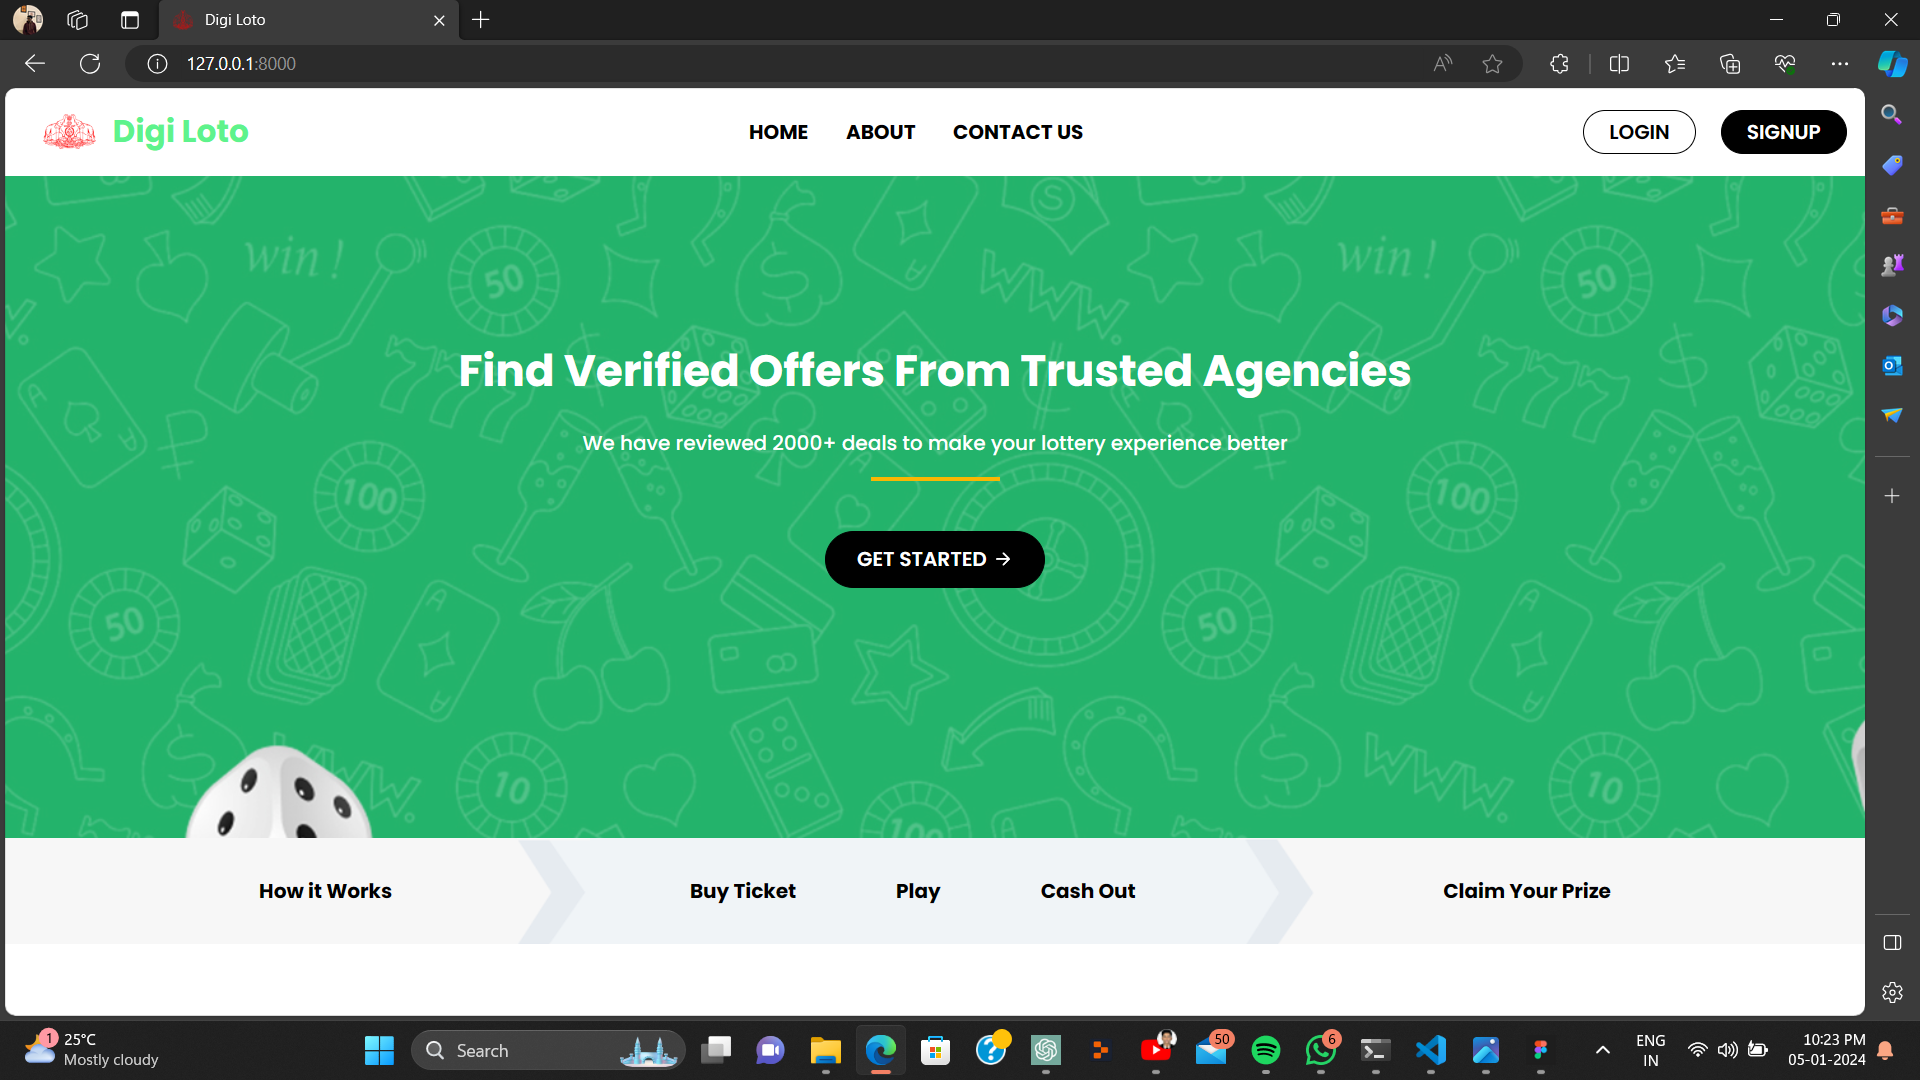 Digi Loto
127.0.0.1:8000
Digi Loto
HOME ABOUT CONTACT US
LOGIN SIGNUP
win! 50 win! 50
Find Verified Offers From Trusted Agencies
We have reviewed 2000+ deals to make your lottery experience better
100 100
GET STARTED →
50 50
10 10
100
How it Works Buy Ticket Play Cash Out Claim Your Prize
1 25°C
Mostly cloudy
Search
50
6
ENG
IN
10:23 PM
05-01-2024